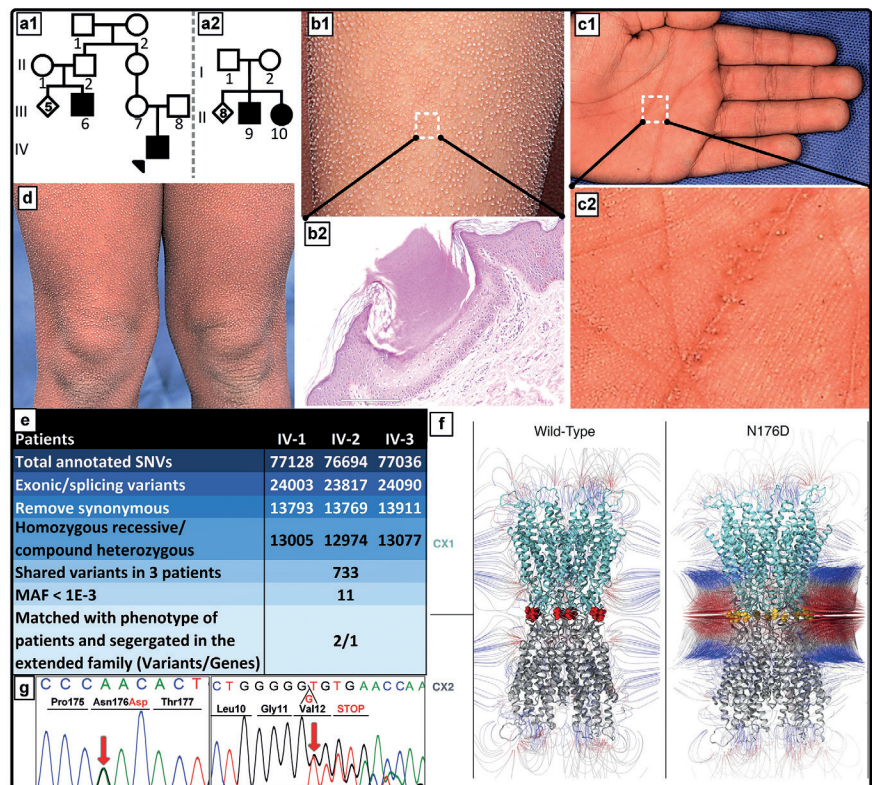 a1
a2
b1
c1
1
2
II
1
2
I
1
2
III
5
6
7
8
8
II
9
10
IV
d
b2
c2
e
Patients IV-1 IV-2 IV-3
Total annotated SNVs 77128 76694 77036
Exonic/splicing variants 24003 23817 24090
Remove synonymous 13793 13769 13911
Homozygous recessive/
compound heterozygous 13005 12974 13077
Shared variants in 3 patients 733
MAF < 1E-3 11
Matched with phenotype of
patients and segergated in the
extended family (Variants/Genes) 2/1
f
Wild-Type
N176D
CX1
CX2
g
C C C A A C A C T
Pro175 Asn176Asp Thr177
C T G G G G G T G T G A A C C A A
G
Leu10 Gly11 Val12 STOP